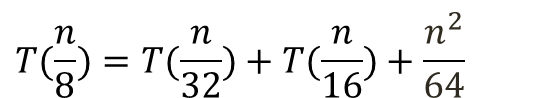 T(n/8) = T(n/32) + T(n/16) + n²/64